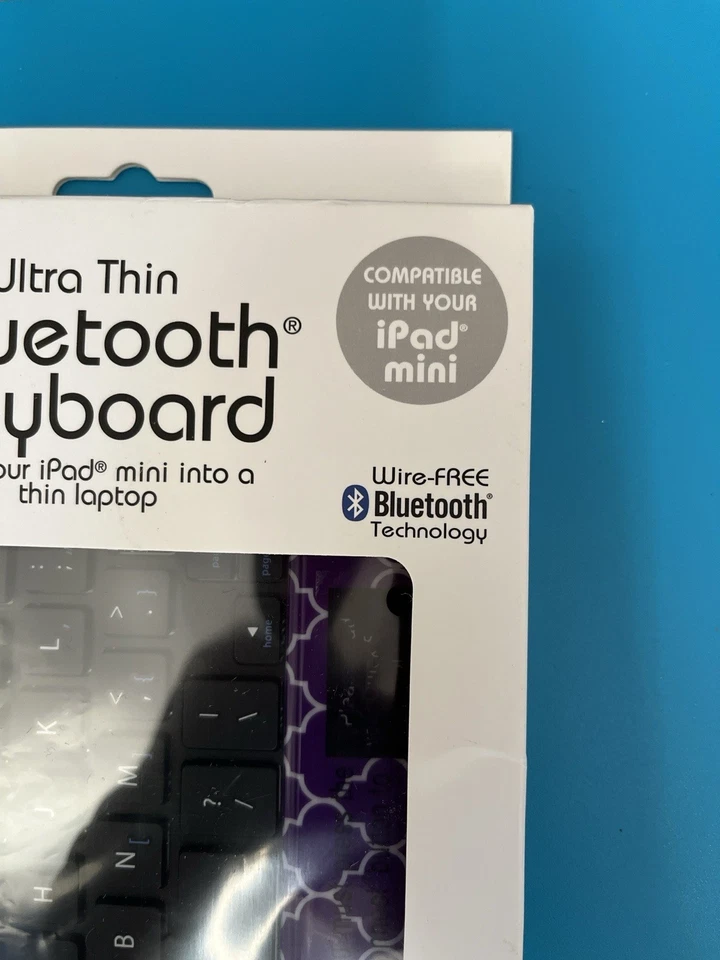 Ultra Thin
uetooth®
yboard
our iPad® mini into a
thin laptop
COMPATIBLE
WITH YOUR
iPad®
mini
Wire-FREE
Bluetooth®
Technology
home
L
K
J
H
M
N
B
> .
< ,
| \
? /
: ;
[